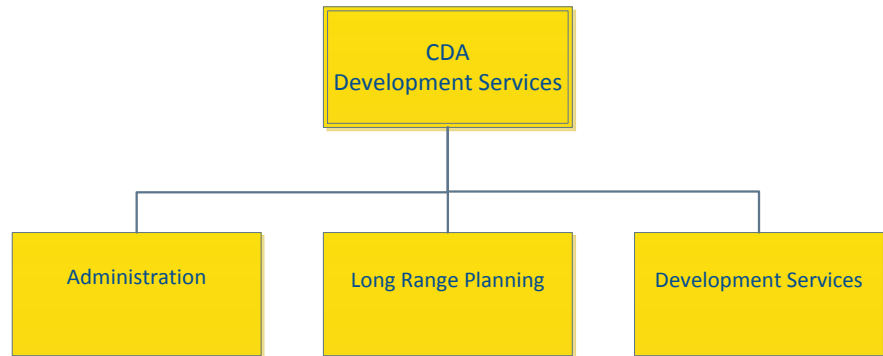 CDA
Development Services
Administration
Long Range Planning
Development Services